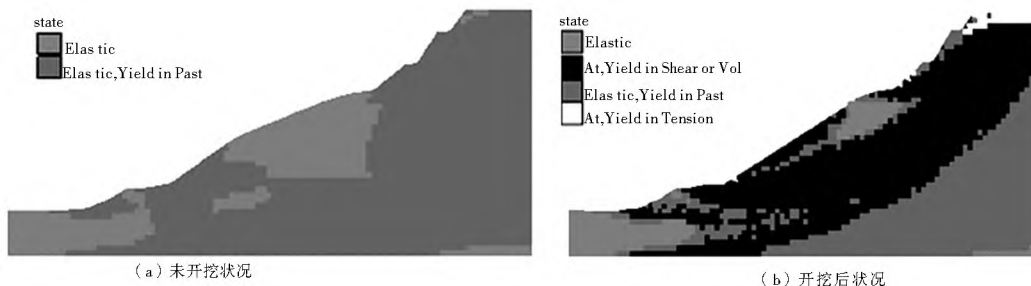 state
Elas tic
Elas tic,Yield in Past
(a)未开挖状况
state
Elastic
At,Yield in Shear or Vol
Elas tic,Yield in Past
At,Yield in Tension
(b)开挖后状况